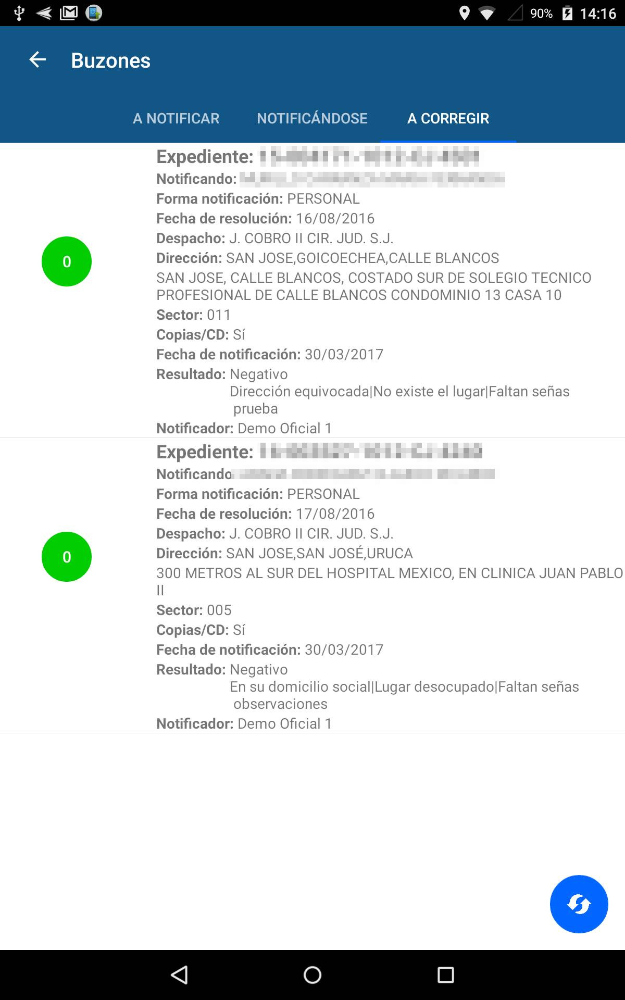 90% 14:16
Buzones
A NOTIFICAR NOTIFICÁNDOSE A CORREGIR
Expediente:
Notificando:
Forma notificación: PERSONAL
Fecha de resolución: 16/08/2016
Despacho: J. COBRO II CIR. JUD. S.J.
0
Dirección: SAN JOSE,GOICOECHEA,CALLE BLANCOS
SAN JOSE, CALLE BLANCOS, COSTADO SUR DE SOLEGIO TECNICO
PROFESIONAL DE CALLE BLANCOS CONDOMINIO 13 CASA 10
Sector: 011
Copias/CD: Sí
Fecha de notificación: 30/03/2017
Resultado: Negativo
Dirección equivocada|No existe el lugar|Faltan señas
prueba
Notificador: Demo Oficial 1
Expediente:
Notificando
Forma notificación: PERSONAL
Fecha de resolución: 17/08/2016
Despacho: J. COBRO II CIR. JUD. S.J.
0
Dirección: SAN JOSE,SAN JOSÉ,URUCA
300 METROS AL SUR DEL HOSPITAL MEXICO, EN CLINICA JUAN PABLO
II
Sector: 005
Copias/CD: Sí
Fecha de notificación: 30/03/2017
Resultado: Negativo
En su domicilio social|Lugar desocupado|Faltan señas
observaciones
Notificador: Demo Oficial 1